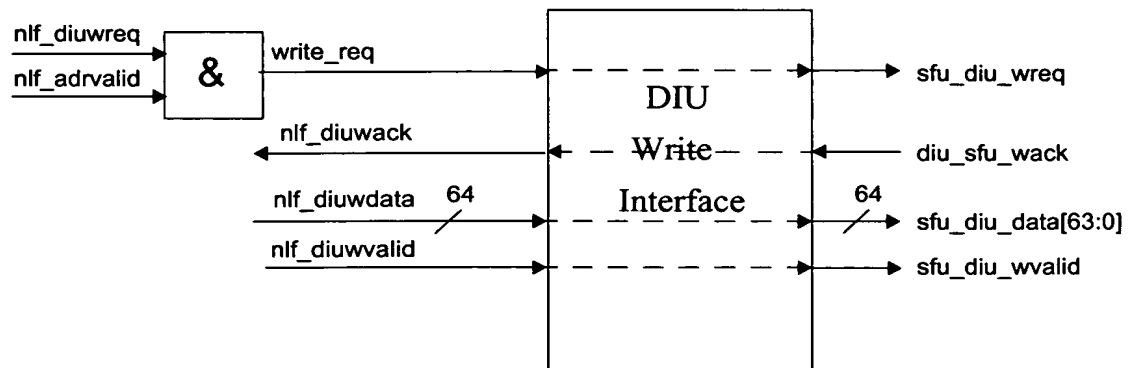 nlf_diuwreq
nlf_adrvalid
&
write_req
sfu_diu_wreq
DIU
nlf_diuwack
Write
diu_sfu_wack
nlf_diuwdata
64
Interface
64
sfu_diu_data[63:0]
nlf_diuwvalid
sfu_diu_wvalid